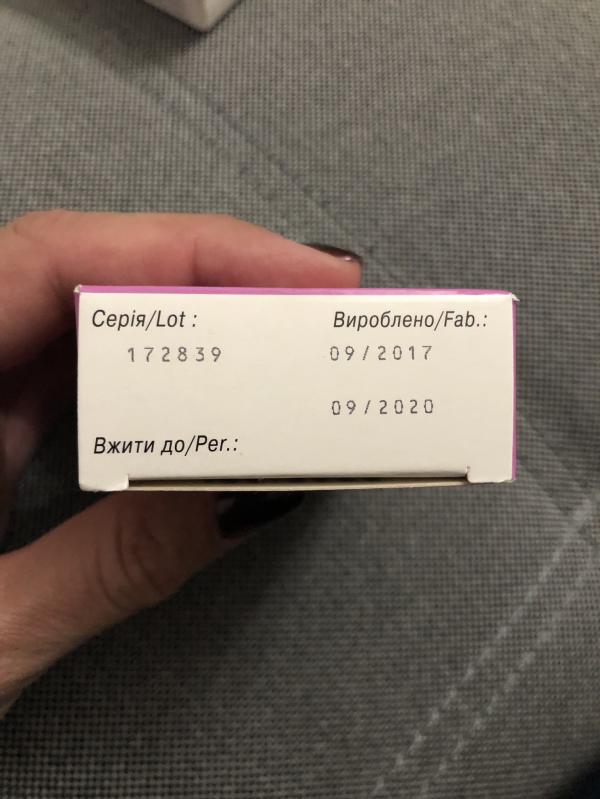 Серія/Lot : Вироблено/Fab.:
172839 09/2017
09/2020
Вжити до/Per.: